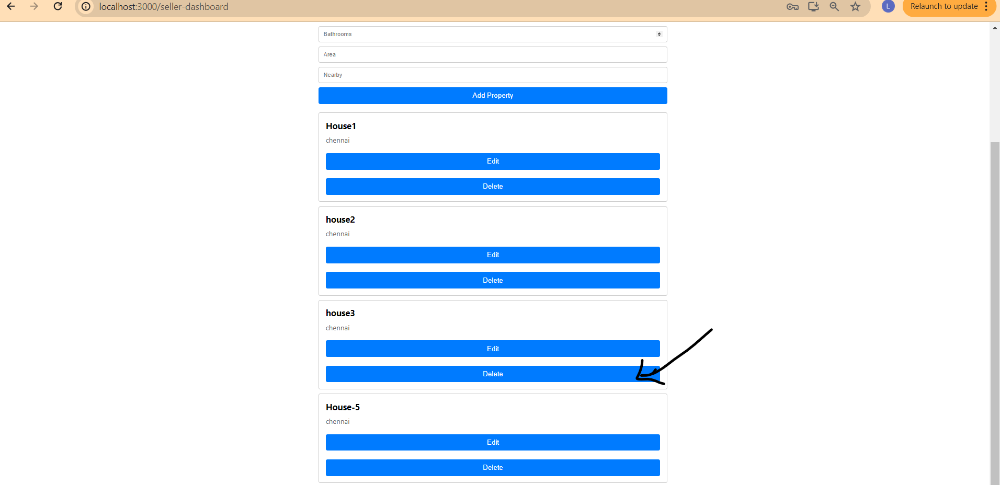 localhost:3000/seller-dashboard
L
Relaunch to update
Bathrooms
Area
Nearby
Add Property
House1
chennai
Edit
Delete
house2
chennai
Edit
Delete
house3
chennai
Edit
Delete
House-5
chennai
Edit
Delete